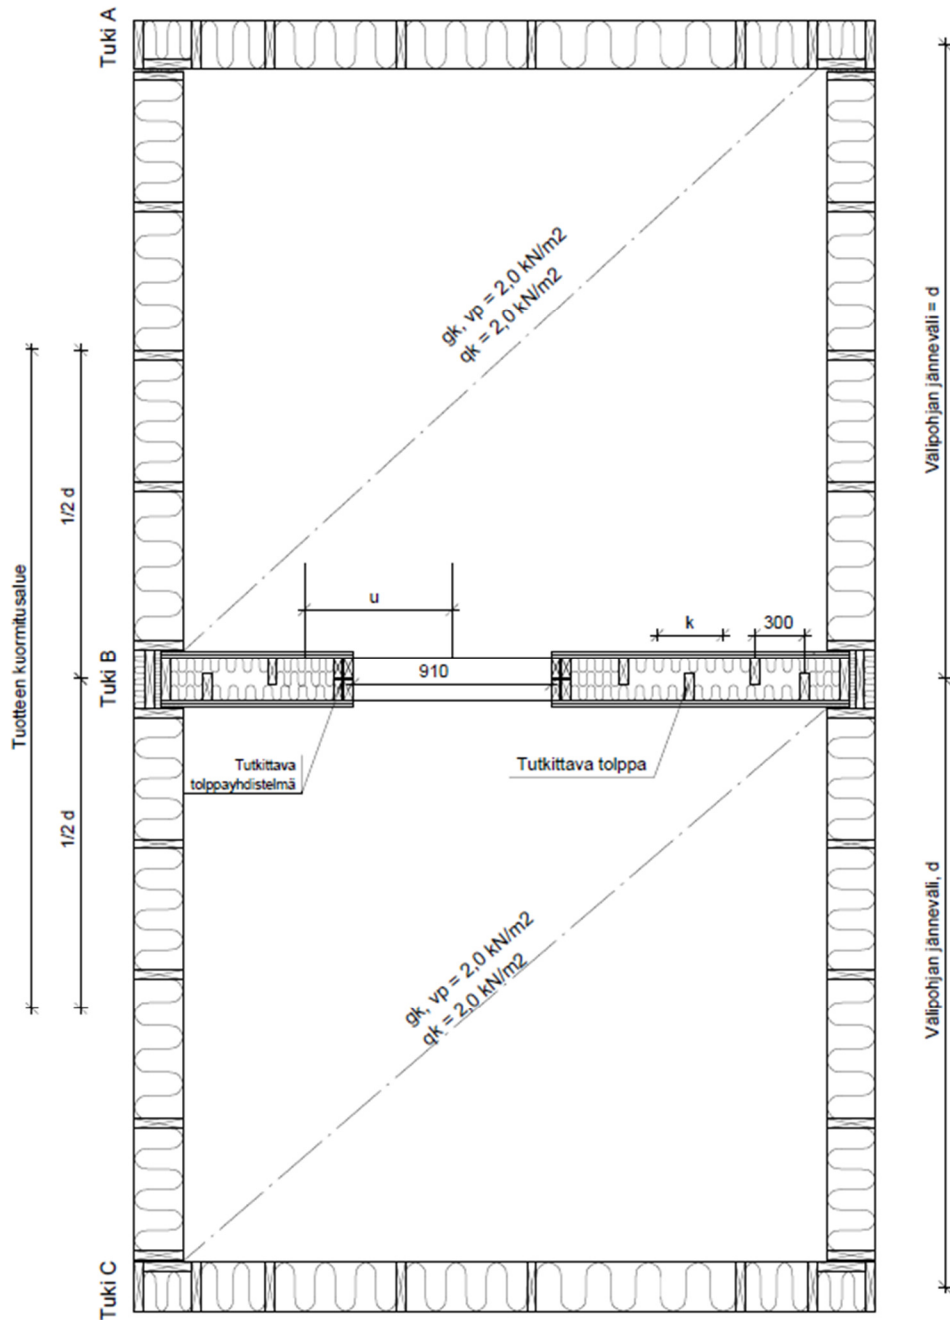 Tuki A
gk, vp = 2,0 kN/m2
qk = 2,0 kN/m2
Välipohjan jänneväli = d
1/2 d
Tuotteen kuormitusalue
u
k
300
Tuki B
910
Tutkittava
tolppayhdistelmä
Tutkittava tolppa
1/2 d
gk, vp = 2,0 kN/m2
qk = 2,0 kN/m2
Välipohjan jänneväli, d
Tuki C